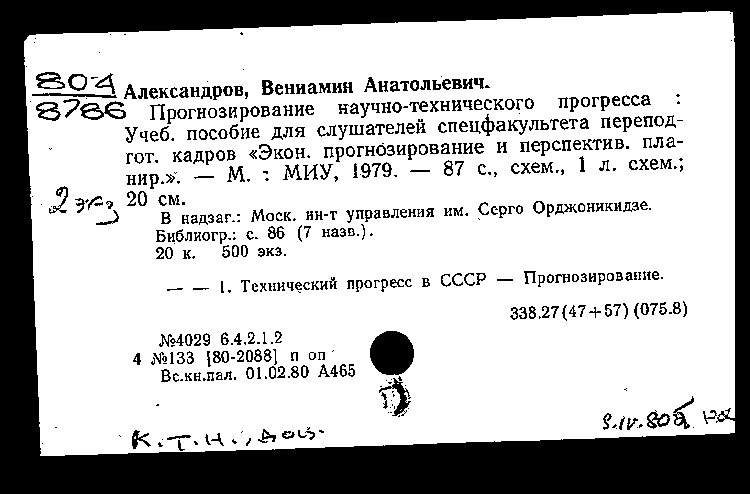 804
8786
Александров, Вениамин Анатольевич.
Прогнозирование научно-технического прогресса :
Учеб. пособие для слушателей спецфакультета перепод-
гот. кадров «Экон. прогнозирование и перспектив. пла-
нир.». — М. : МИУ, 1979. — 87 с., схем., 1 л. схем.;
20 см.
2 экз
В надзаг.: Моск. ин-т управления им. Серго Орджоникидзе.
Библиогр.: с. 86 (7 назв.).
20 к. 500 экз.
— — 1. Технический прогресс в СССР — Прогнозирование.
338.27(47+57)(075.8)
№4029 6.4.2.1.2
4 №133 [80-2088] п оп
Вс.кн.пал. 01.02.80 А465
К.Т.Н., доц.